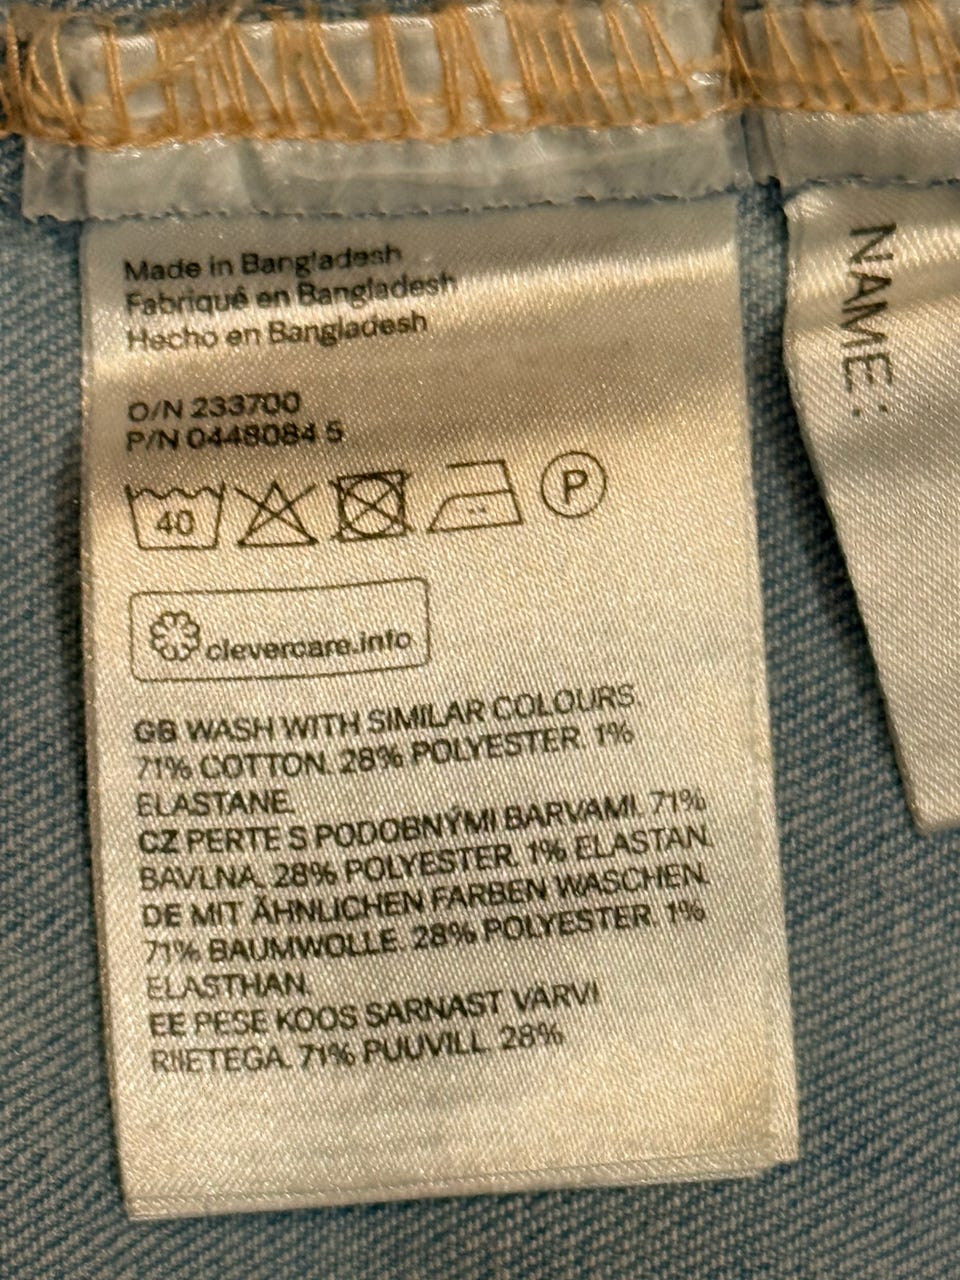 Made in Bangladesh
Fabriqué en Bangladesh
Hecho en Bangladesh
O/N 233700
P/N 0448084 5
40
P
clevercare.info
GB WASH WITH SIMILAR COLOURS.
71% COTTON. 28% POLYESTER. 1%
ELASTANE.
CZ PERTE S PODOBNÝMI BARVAMI. 71%
BAVLNA. 28% POLYESTER. 1% ELASTAN.
DE MIT ÄHNLICHEN FARBEN WASCHEN.
71% BAUMWOLLE. 28% POLYESTER. 1%
ELASTHAN.
EE PESE KOOS SARNAST VÄRVI
RIIETEGA. 71% PUUVILL. 28%
NAME: